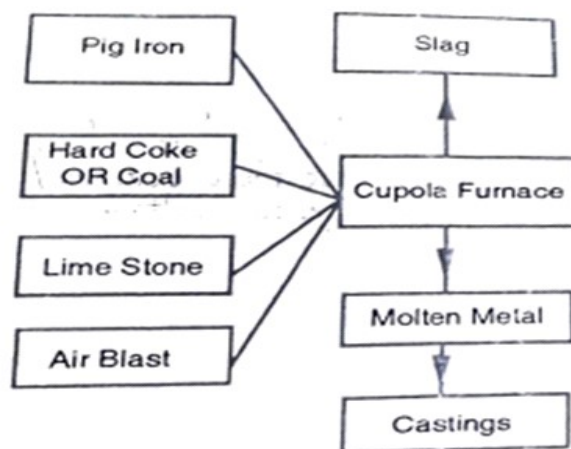 Pig Iron
Slag
Hard Coke
OR Coal
Cupola Furnace
Lime Stone
Molten Metal
Air Blast
Castings